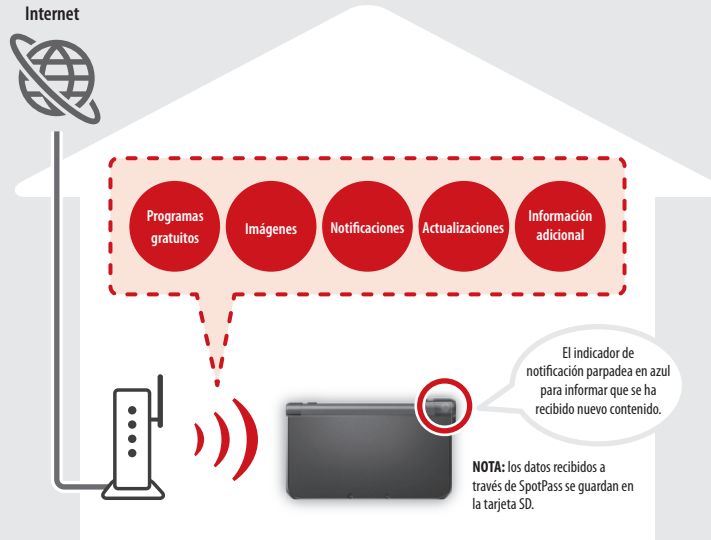 Internet
Programas
gratuitos
Imágenes
Notificaciones
Actualizaciones
Información
adicional
El indicador de
notificación parpadea en azul
para informar que se ha
recibido nuevo contenido.
NOTA: los datos recibidos a
través de SpotPass se guardan en
la tarjeta SD.